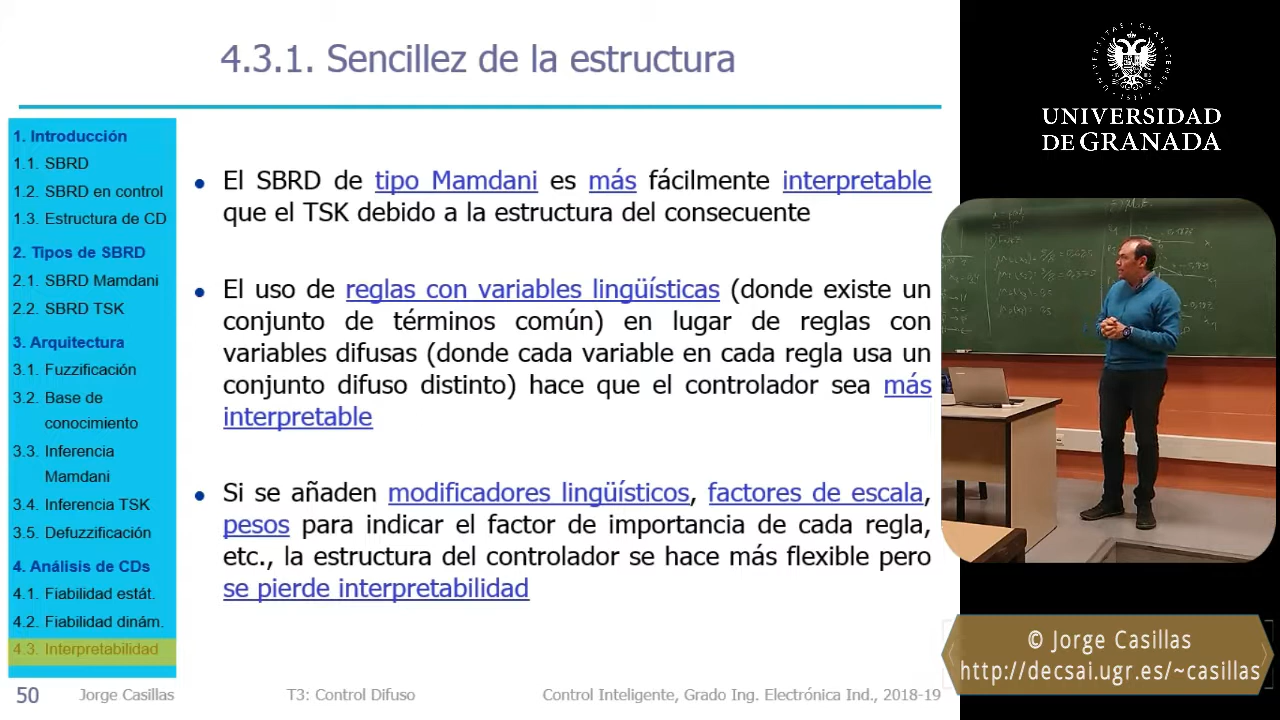 4.3.1. Sencillez de la estructura
1. Introducción
1.1. SBRD
1.2. SBRD en control
1.3. Estructura de CD
2. Tipos de SBRD
2.1. SBRD Mamdani
2.2. SBRD TSK
3. Arquitectura
3.1. Fuzzificación
3.2. Base de
conocimiento
3.3. Inferencia
Mamdani
3.4. Inferencia TSK
3.5. Defuzzificación
4. Análisis de CDs
4.1. Fiabilidad estát.
4.2. Fiabilidad dinám.
4.3. Interpretabilidad
• El SBRD de tipo Mamdani es más fácilmente interpretable
que el TSK debido a la estructura del consecuente
• El uso de reglas con variables lingüísticas (donde existe un
conjunto de términos común) en lugar de reglas con
variables difusas (donde cada variable en cada regla usa un
conjunto difuso distinto) hace que el controlador sea más
interpretable
• Si se añaden modificadores lingüísticos, factores de escala,
pesos para indicar el factor de importancia de cada regla,
etc., la estructura del controlador se hace más flexible pero
se pierde interpretabilidad
50 Jorge Casillas T3: Control Difuso Control Inteligente, Grado Ing. Electrónica Ind., 2018-19
UNIVERSIDAD
DE GRANADA
© Jorge Casillas
http://decsai.ugr.es/~casillas